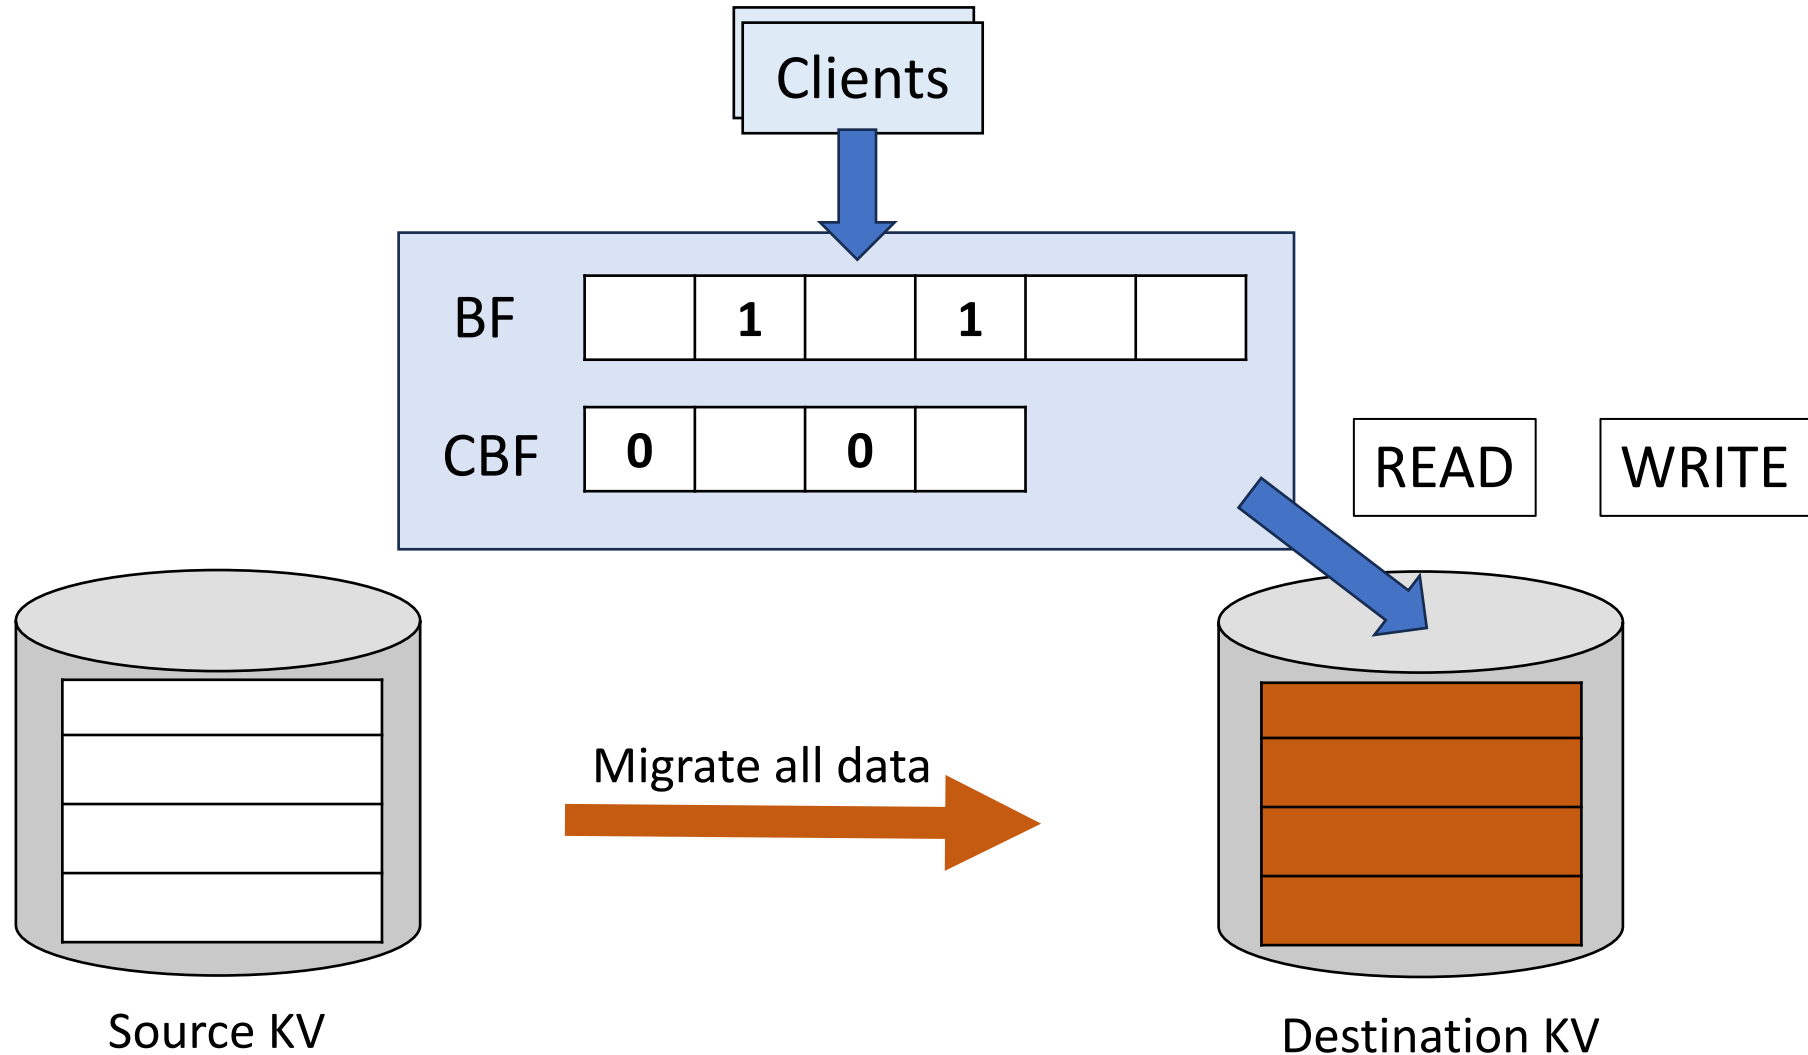 Clients
BF 1 1
CBF 0 0
READ WRITE
Migrate all data
Source KV
Destination KV